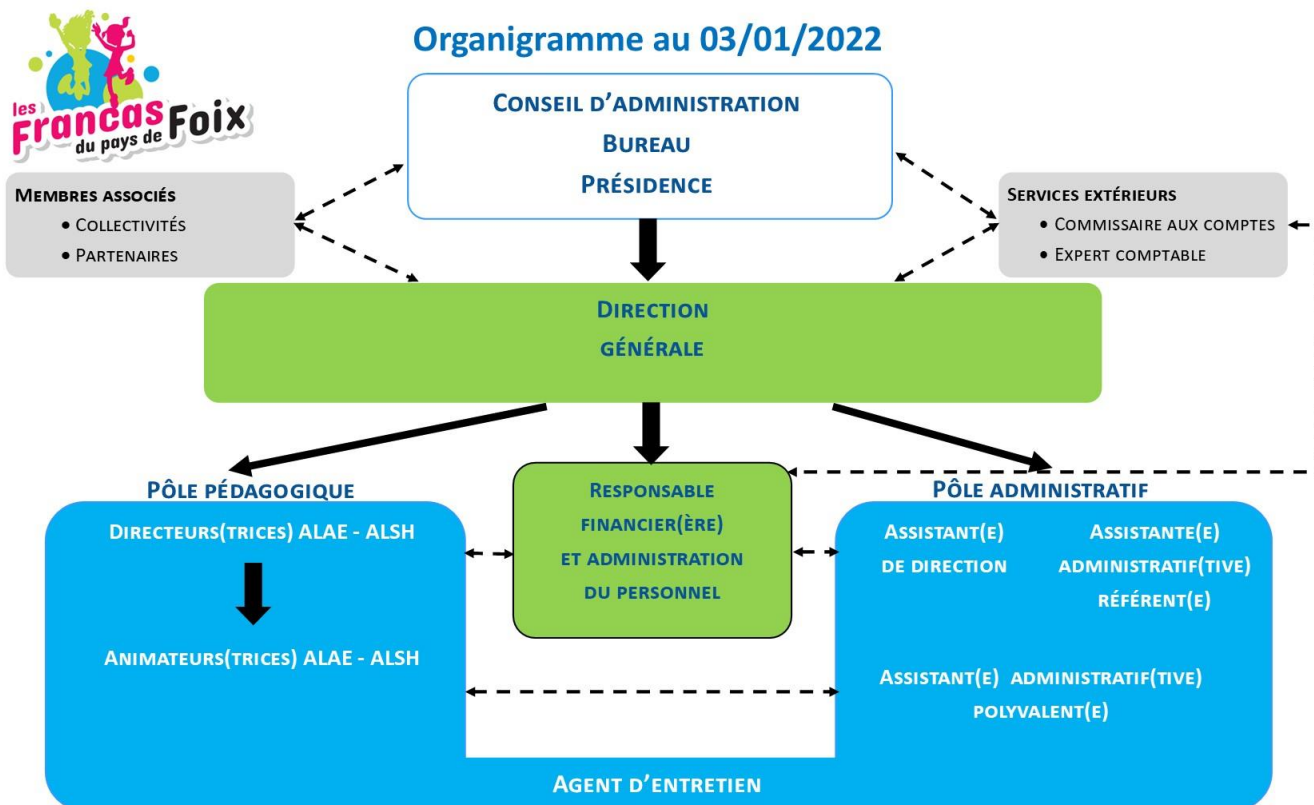 les
Francas
du pays de Foix
Organigramme au 03/01/2022
CONSEIL D'ADMINISTRATION
BUREAU
PRÉSIDENCE
MEMBRES ASSOCIÉS
• COLLECTIVITÉS
• PARTENAIRES
SERVICES EXTÉRIEURS
• COMMISSAIRE AUX COMPTES
• EXPERT COMPTABLE
DIRECTION
GÉNÉRALE
PÔLE PÉDAGOGIQUE
DIRECTEURS(TRICES) ALAE - ALSH
ANIMATEURS(TRICES) ALAE - ALSH
RESPONSABLE
FINANCIER(ÈRE)
ET ADMINISTRATION
DU PERSONNEL
PÔLE ADMINISTRATIF
ASSISTANT(E)
DE DIRECTION
ASSISTANTE(E)
ADMINISTRATIF(TIVE)
RÉFÉRENT(E)
ASSISTANT(E) ADMINISTRATIF(TIVE)
POLYVALENT(E)
AGENT D'ENTRETIEN